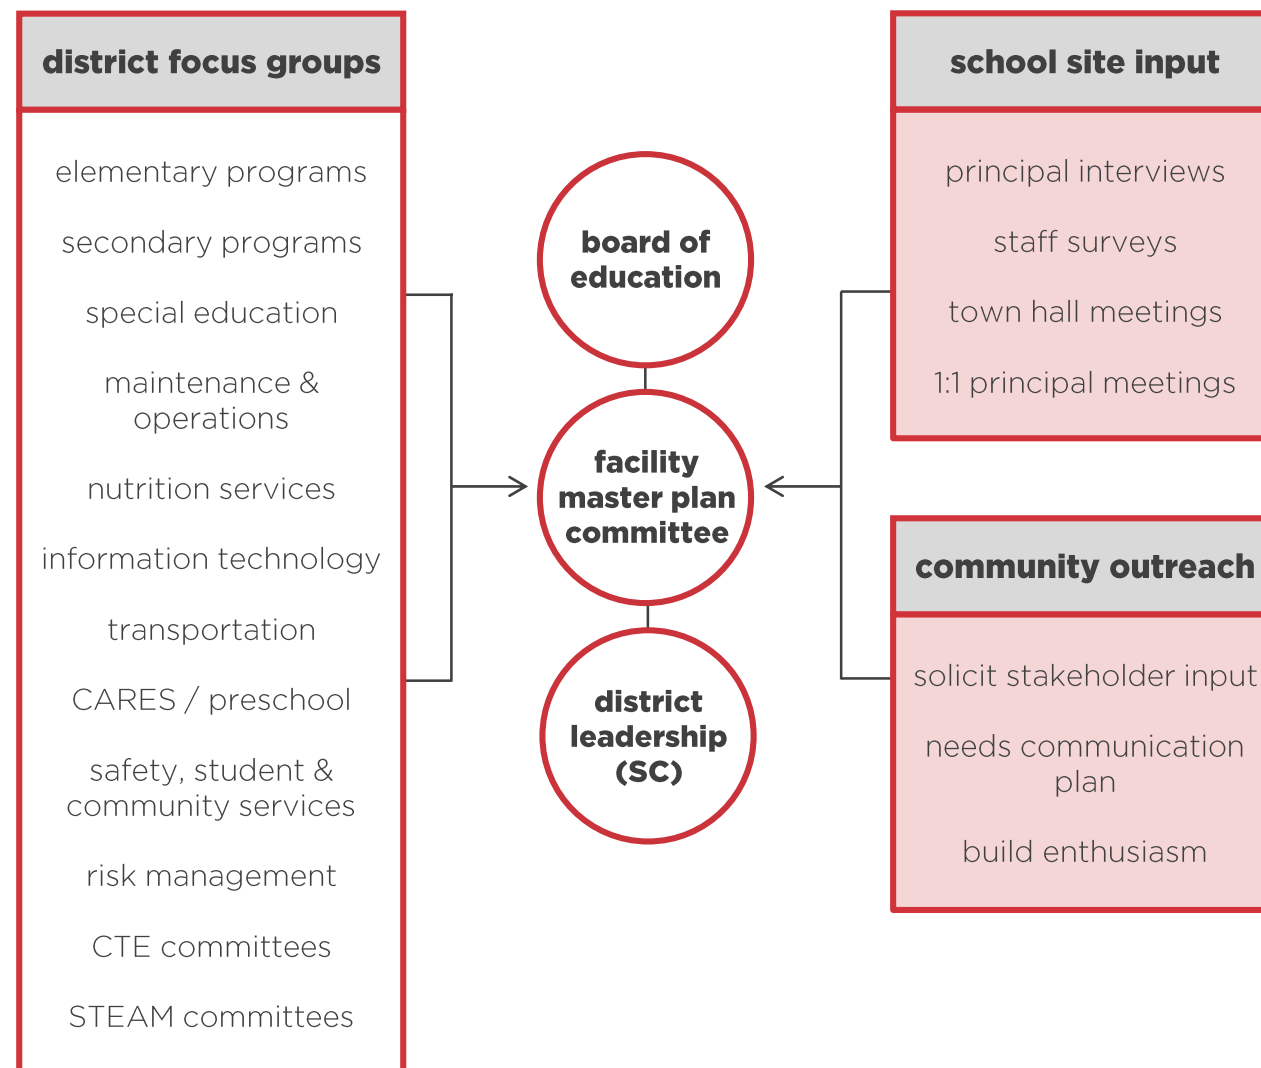 district focus groups
elementary programs
secondary programs
special education
maintenance &
operations
nutrition services
information technology
transportation
CARES / preschool
safety, student &
community services
risk management
CTE committees
STEAM committees
board of
education
facility
master plan
committee
district
leadership
(SC)
school site input
principal interviews
staff surveys
town hall meetings
1:1 principal meetings
community outreach
solicit stakeholder input
needs communication
plan
build enthusiasm